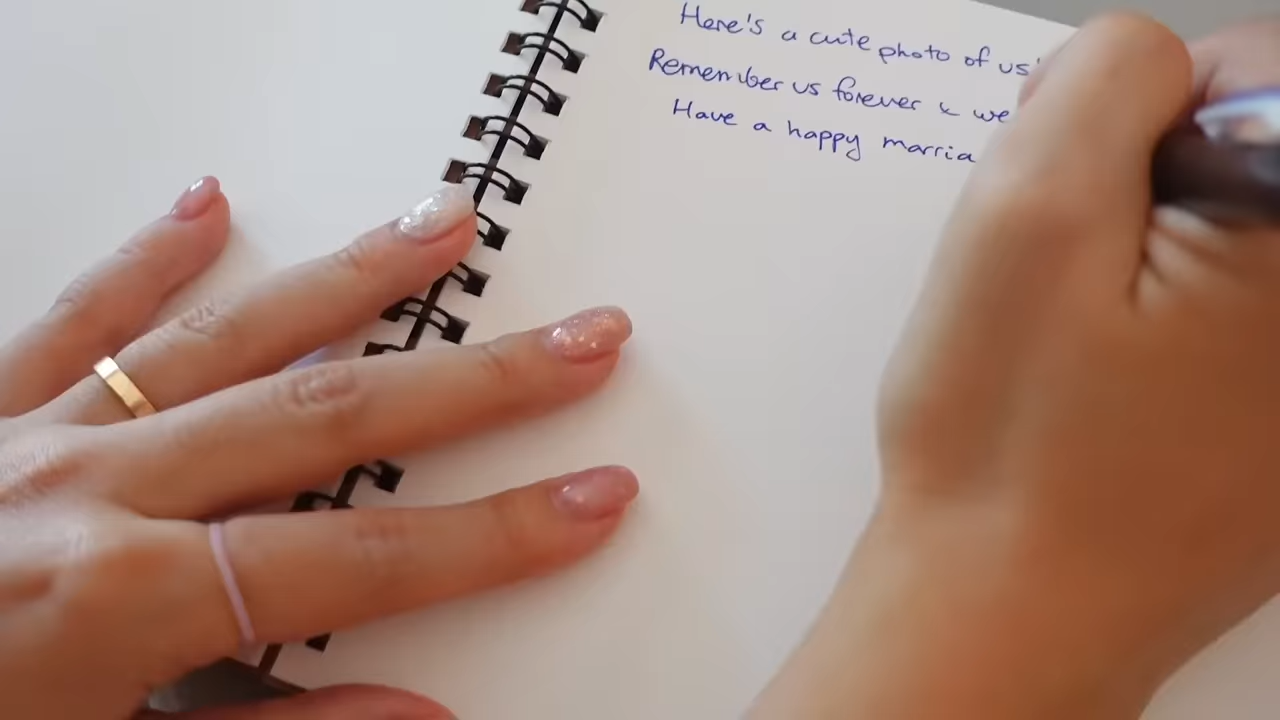 Here's a cute photo of us!
Remember us forever & we
Have a happy marria